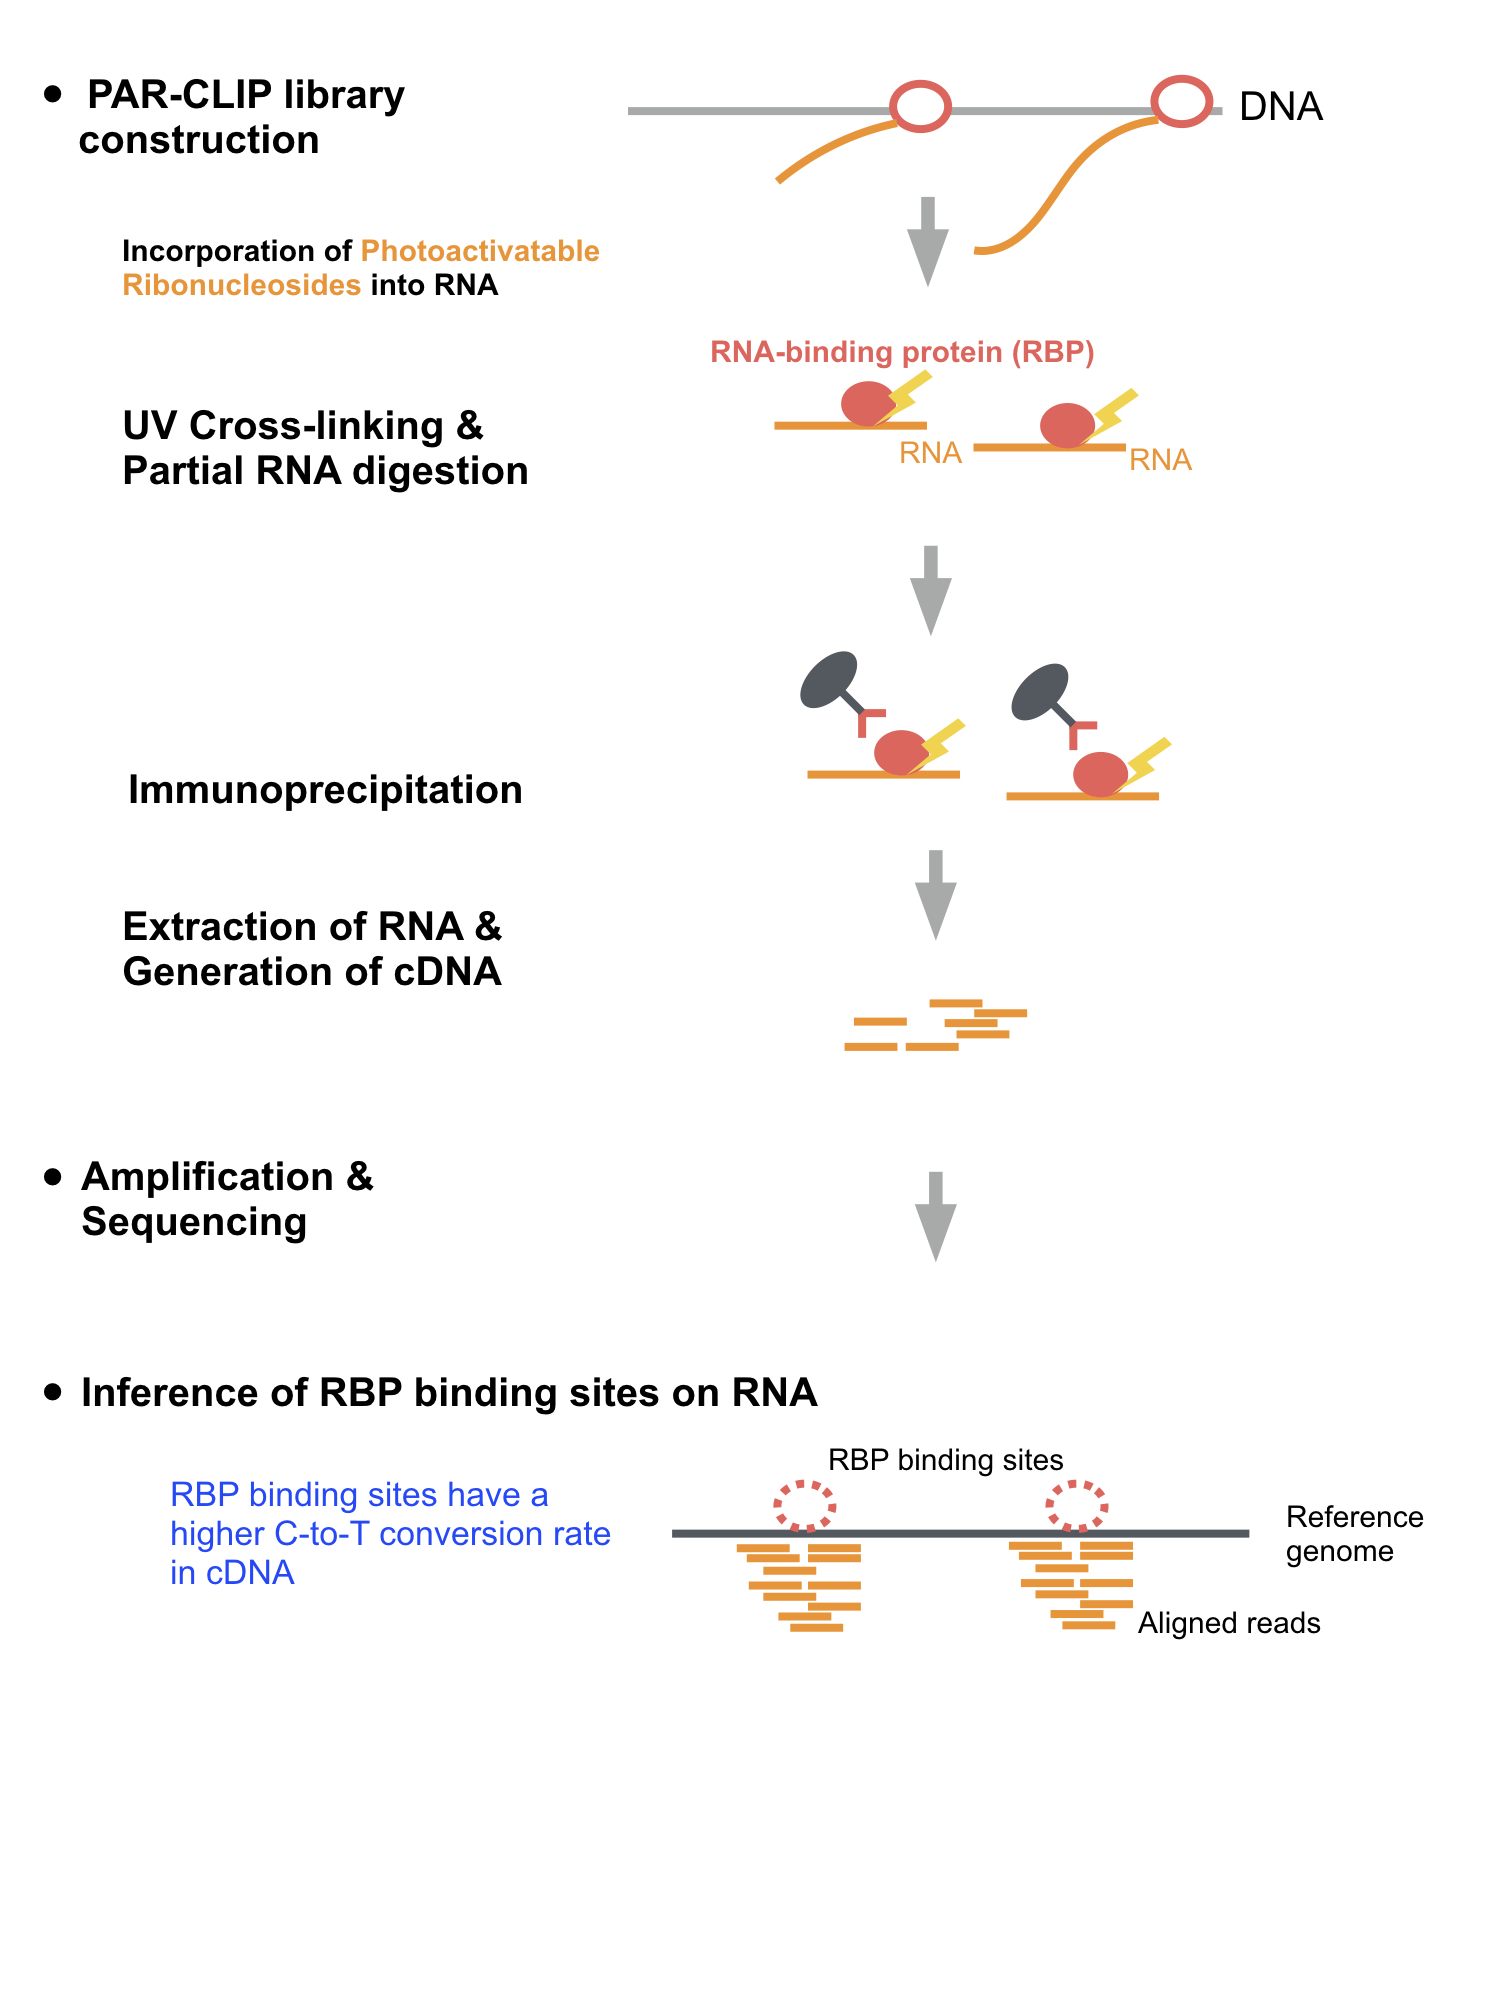 • PAR-CLIP library
construction
DNA
Incorporation of Photoactivatable
Ribonucleosides into RNA
RNA-binding protein (RBP)
UV Cross-linking &
Partial RNA digestion
RNA
RNA
Immunoprecipitation
Extraction of RNA &
Generation of cDNA
• Amplification &
Sequencing
• Inference of RBP binding sites on RNA
RBP binding sites
RBP binding sites have a
higher C-to-T conversion rate
in cDNA
Reference
genome
Aligned reads